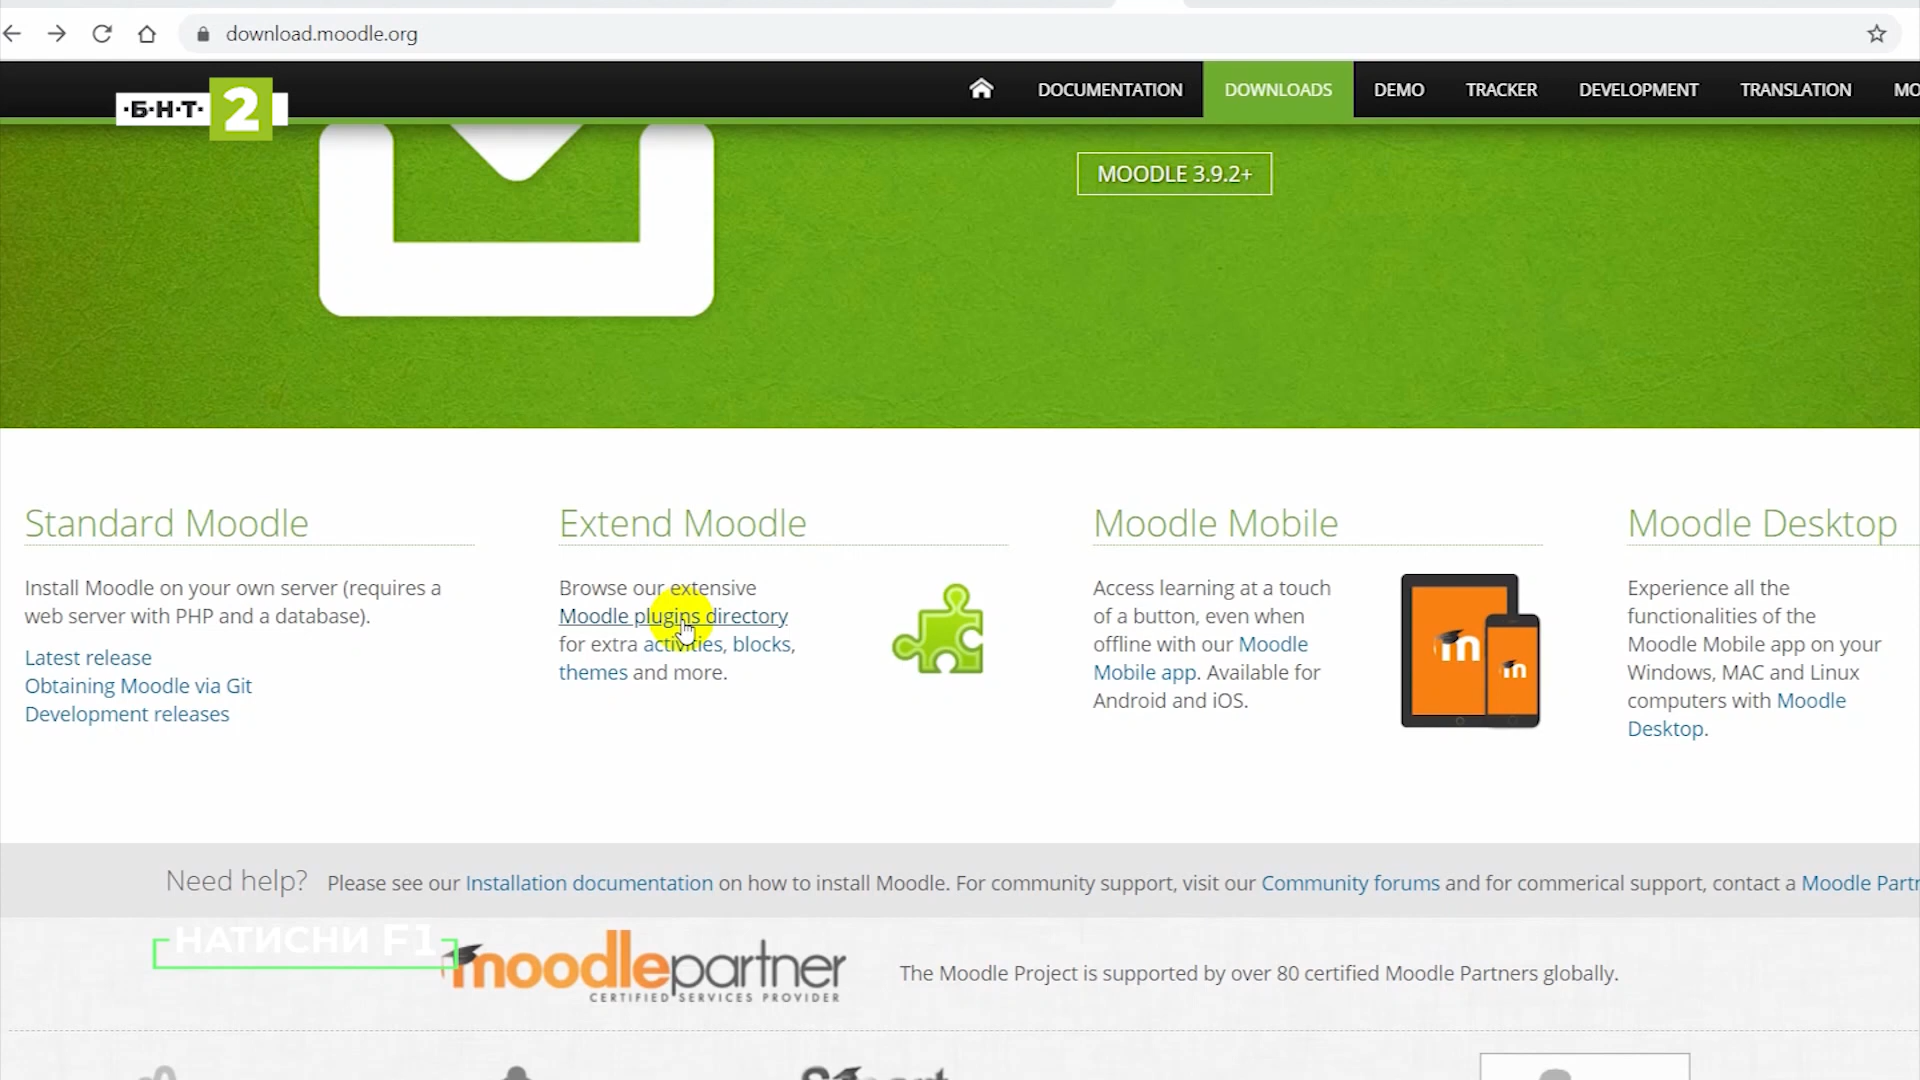 download.moodle.org
·Б·Н·Т· 2
DOCUMENTATION DOWNLOADS DEMO TRACKER DEVELOPMENT TRANSLATION MO
MOODLE 3.9.2+
Standard Moodle
Install Moodle on your own server (requires a
web server with PHP and a database).
Latest release
Obtaining Moodle via Git
Development releases
Extend Moodle
Browse our extensive
Moodle plugins directory
for extra activities, blocks,
themes and more.
Moodle Mobile
Access learning at a touch
of a button, even when
offline with our Moodle
Mobile app. Available for
Android and iOS.
m
m
Moodle Desktop
Experience all the
functionalities of the
Moodle Mobile app on your
Windows, MAC and Linux
computers with Moodle
Desktop.
Need help? Please see our Installation documentation on how to install Moodle. For community support, visit our Community forums and for commerical support, contact a Moodle Partn
НАТИСНИ F1
moodlepartner
CERTIFIED SERVICES PROVIDER
The Moodle Project is supported by over 80 certified Moodle Partners globally.